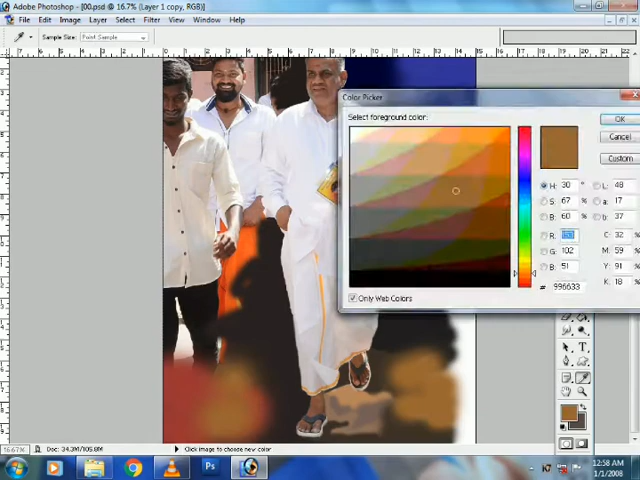 Adobe Photoshop - [00.psd @ 16.7% (Layer 1 copy, RGB)]
File Edit Image Layer Select Filter View Window Help
Sample Size: Point Sample
Color Picker
Select foreground color:
OK
Cancel
Custom
H: 30 ° L: 48
S: 67 % a: 17
B: 60 % b: 37
R: 153 C: 32 %
G: 102 M: 59 %
B: 51 Y: 91 %
# 996633 K: 18 %
Only Web Colors
16.67% Doc: 34.3M/105.8M Click image to choose new color
Ps
12:58 AM
1/1/2008